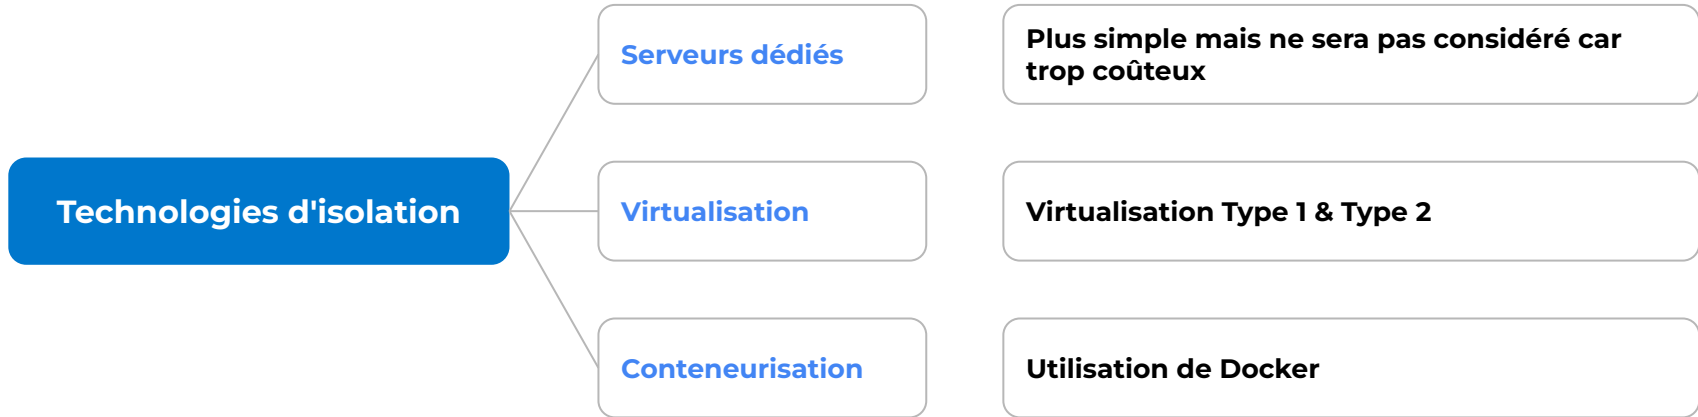 Technologies d'isolation
Serveurs dédiés
Plus simple mais ne sera pas considéré car
trop coûteux
Virtualisation
Virtualisation Type 1 & Type 2
Conteneurisation
Utilisation de Docker